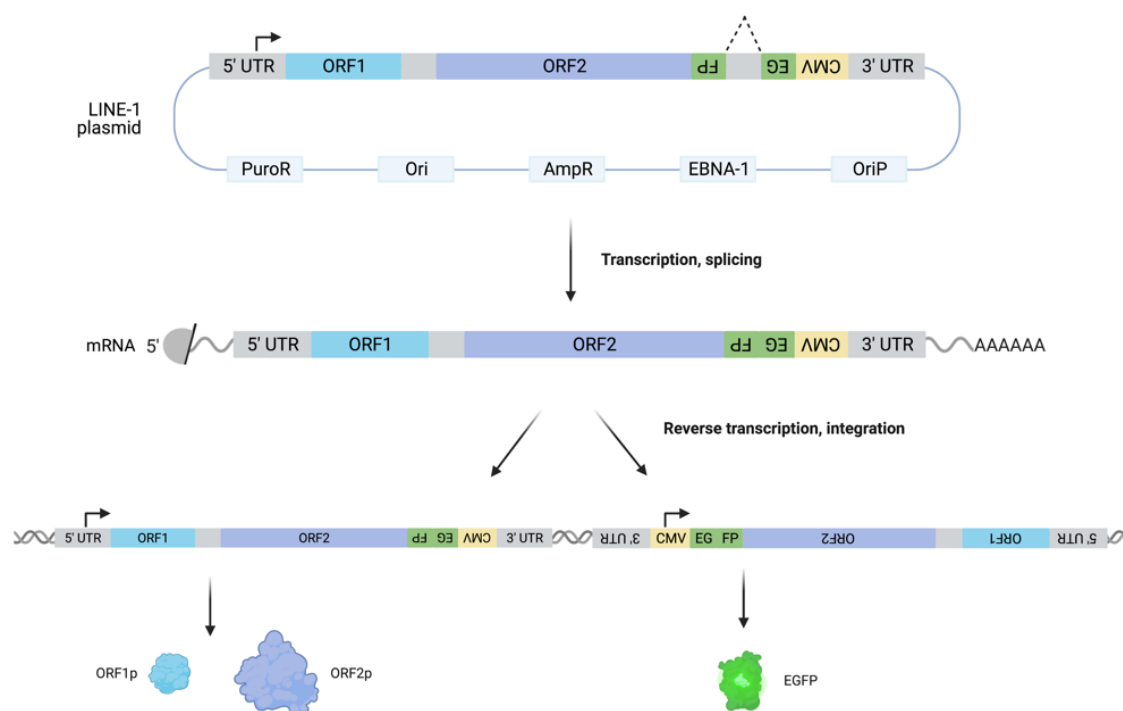 5' UTR ORF1 ORF2 FP EG CMV 3' UTR
LINE-1
plasmid
PuroR Ori AmpR EBNA-1 OriP
Transcription, splicing
mRNA 5' 5' UTR ORF1 ORF2 FP EG CMV 3' UTR AAAAAA
Reverse transcription, integration
5' UTR ORF1 ORF2 FP EG CMV 3' UTR 3' UTR CMV EG FP ORF2 ORF1 5' UTR
ORF1p ORF2p EGFP